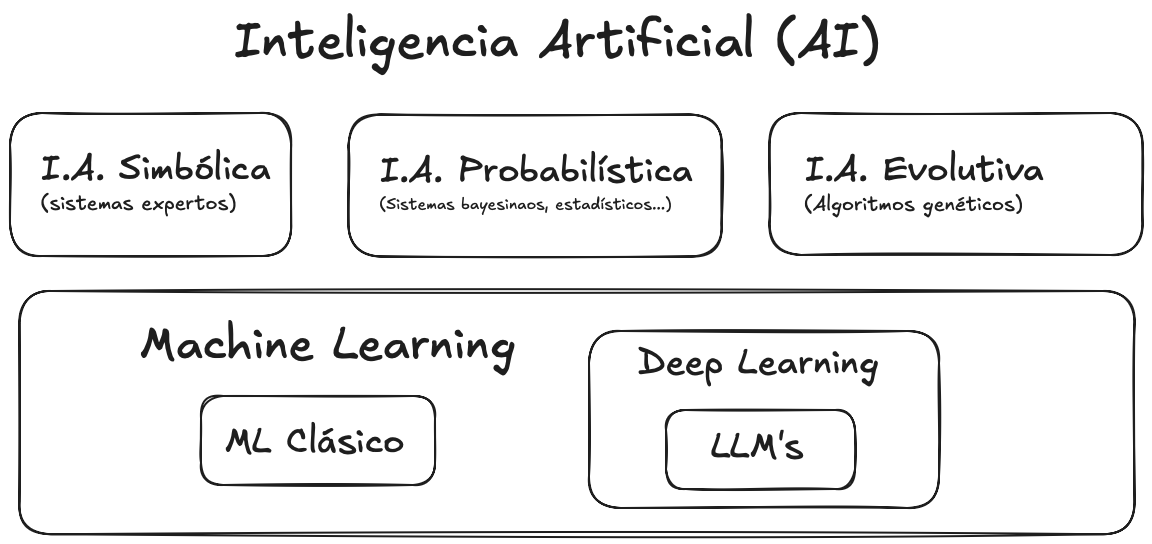 Inteligencia Artificial (AI)
I.A. Simbólica
(sistemas expertos)
I.A. Probabilística
(Sistemas bayesinaos, estadísticos...)
I.A. Evolutiva
(Algoritmos genéticos)
Machine Learning
ML Clásico
Deep Learning
LLM's